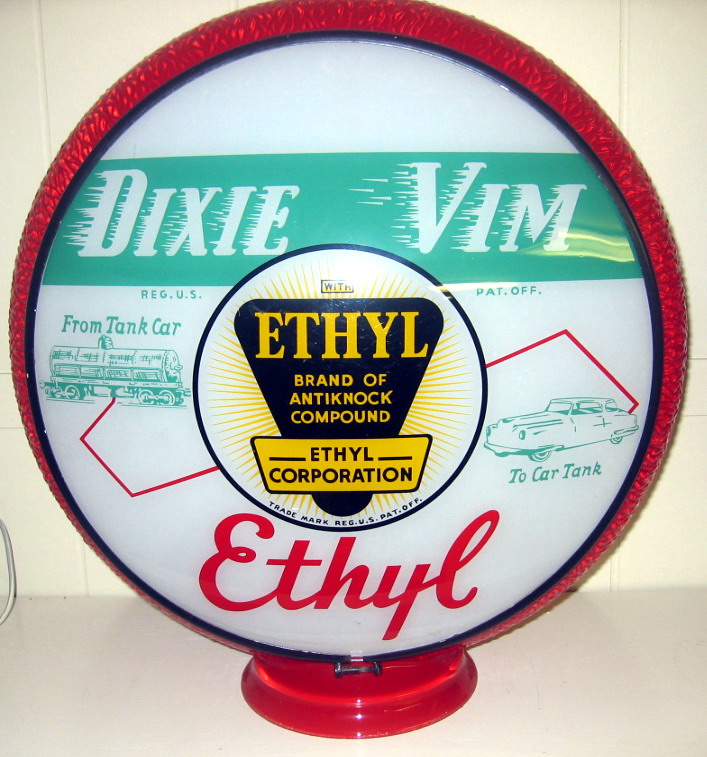 DIXIE VIM
REG. U.S. PAT. OFF.
From Tank Car
WITH
ETHYL
BRAND OF
ANTIKNOCK
COMPOUND
ETHYL
CORPORATION
TRADE MARK REG. U.S. PAT. OFF.
To Car Tank
Ethyl